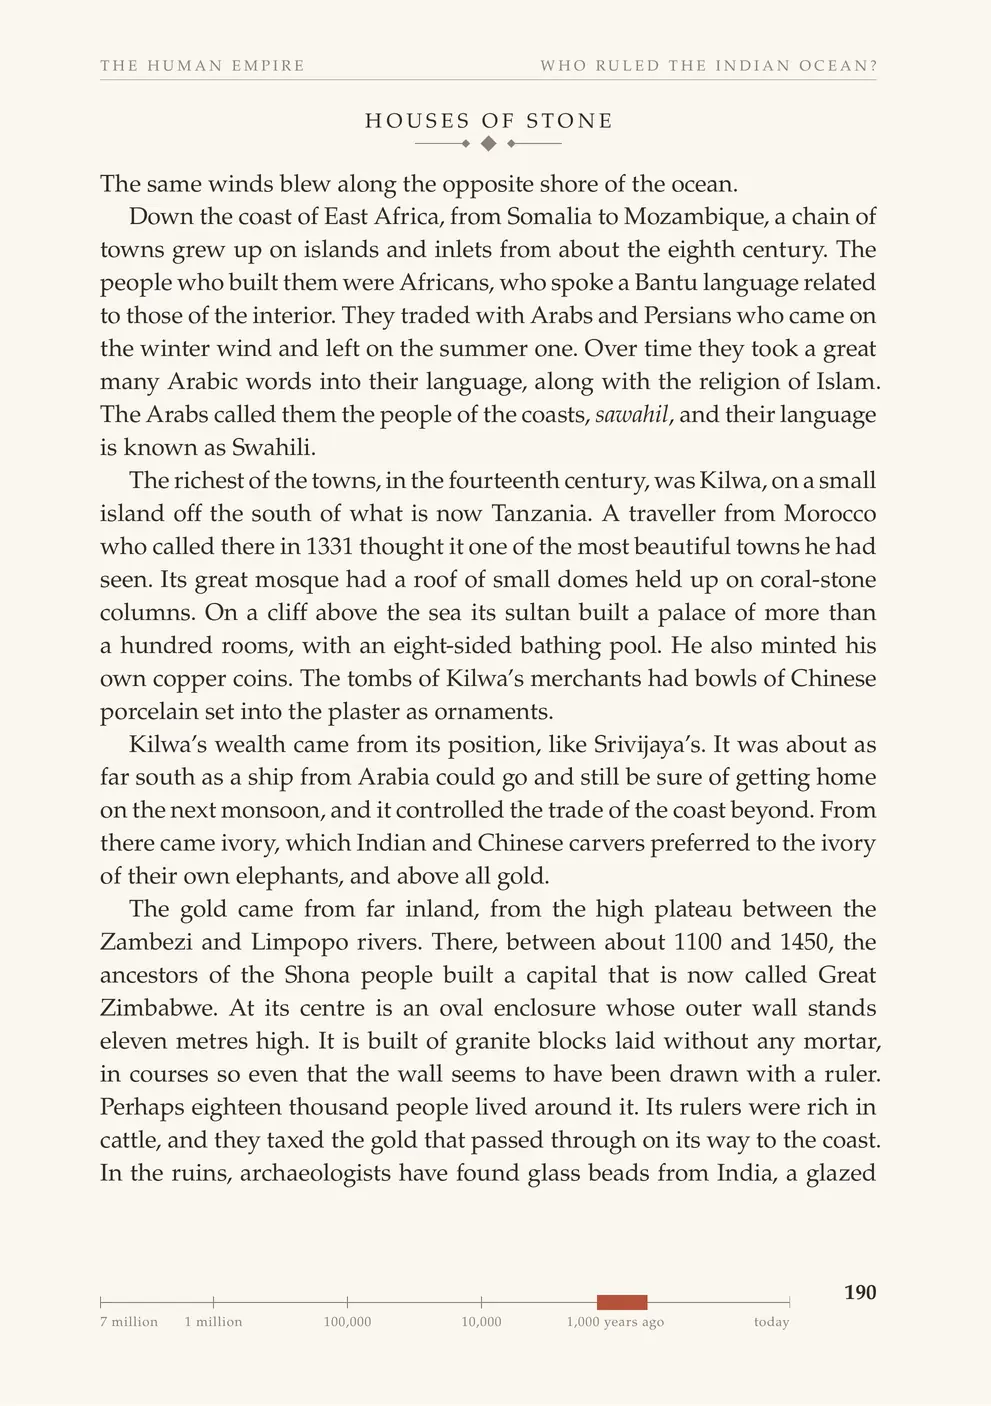 THE HUMAN EMPIRE
WHO RULED THE INDIAN OCEAN?
HOUSES OF STONE
The same winds blew along the opposite shore of the ocean.
Down the coast of East Africa, from Somalia to Mozambique, a chain of
towns grew up on islands and inlets from about the eighth century. The
people who built them were Africans, who spoke a Bantu language related
to those of the interior. They traded with Arabs and Persians who came on
the winter wind and left on the summer one. Over time they took a great
many Arabic words into their language, along with the religion of Islam.
The Arabs called them the people of the coasts, sawahil, and their language
is known as Swahili.
The richest of the towns, in the fourteenth century, was Kilwa, on a small
island off the south of what is now Tanzania. A traveller from Morocco
who called there in 1331 thought it one of the most beautiful towns he had
seen. Its great mosque had a roof of small domes held up on coral-stone
columns. On a cliff above the sea its sultan built a palace of more than
a hundred rooms, with an eight-sided bathing pool. He also minted his
own copper coins. The tombs of Kilwa’s merchants had bowls of Chinese
porcelain set into the plaster as ornaments.
Kilwa’s wealth came from its position, like Srivijaya’s. It was about as
far south as a ship from Arabia could go and still be sure of getting home
on the next monsoon, and it controlled the trade of the coast beyond. From
there came ivory, which Indian and Chinese carvers preferred to the ivory
of their own elephants, and above all gold.
The gold came from far inland, from the high plateau between the
Zambezi and Limpopo rivers. There, between about 1100 and 1450, the
ancestors of the Shona people built a capital that is now called Great
Zimbabwe. At its centre is an oval enclosure whose outer wall stands
eleven metres high. It is built of granite blocks laid without any mortar,
in courses so even that the wall seems to have been drawn with a ruler.
Perhaps eighteen thousand people lived around it. Its rulers were rich in
cattle, and they taxed the gold that passed through on its way to the coast.
In the ruins, archaeologists have found glass beads from India, a glazed
190
7 million
1 million
100,000
10,000
1,000 years ago
today